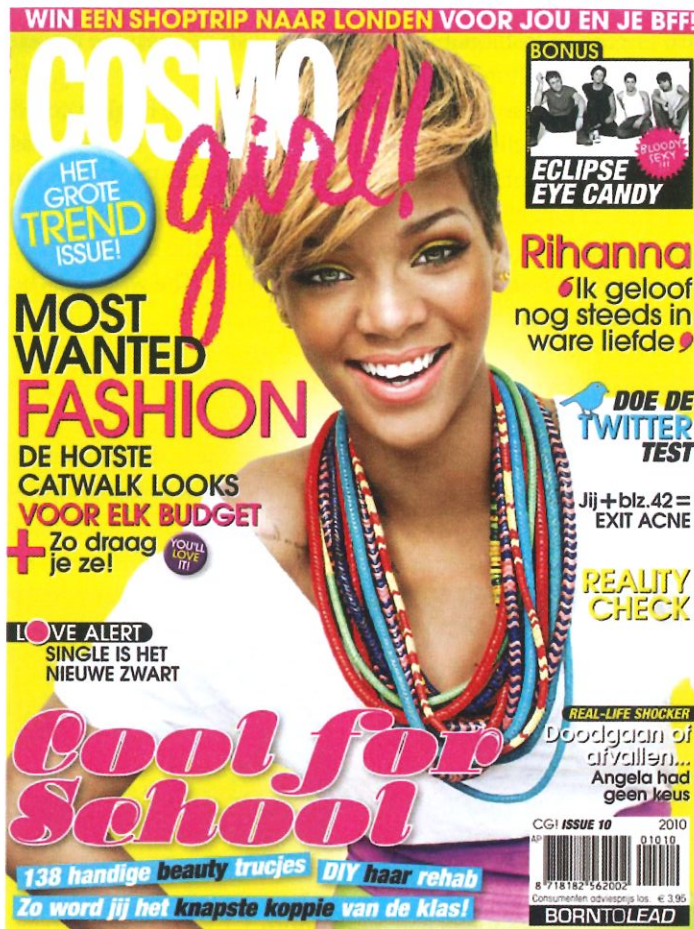 WIN EEN SHOPTRIP NAAR LONDEN VOOR JOU EN JE BFF!
COSMO
girl!
HET
GROTE
TREND
ISSUE!
BONUS
BLOODY
SEXY
!!!
ECLIPSE
EYE CANDY
Rihanna
‘Ik geloof
nog steeds in
ware liefde’
MOST
WANTED
FASHION
DE HOTSTE
CATWALK LOOKS
VOOR ELK BUDGET
+ Zo draag
je ze!
YOU'LL
LOVE
IT!
DOE DE
TWITTER
TEST
Jij+blz.42=
EXIT ACNE
REALITY
CHECK
LOVE ALERT
SINGLE IS HET
NIEUWE ZWART
REAL-LIFE SHOCKER
Doodgaan of
afvallen...
Angela had
geen keus
Cool for
School
138 handige beauty trucjes DIY haar rehab
Zo word jij het knapste koppie van de klas!
CG! ISSUE 10 2010
AP
01010
8 718182 562002
Consumenten adviesprijs los. € 3,95
BORNTOLEAD